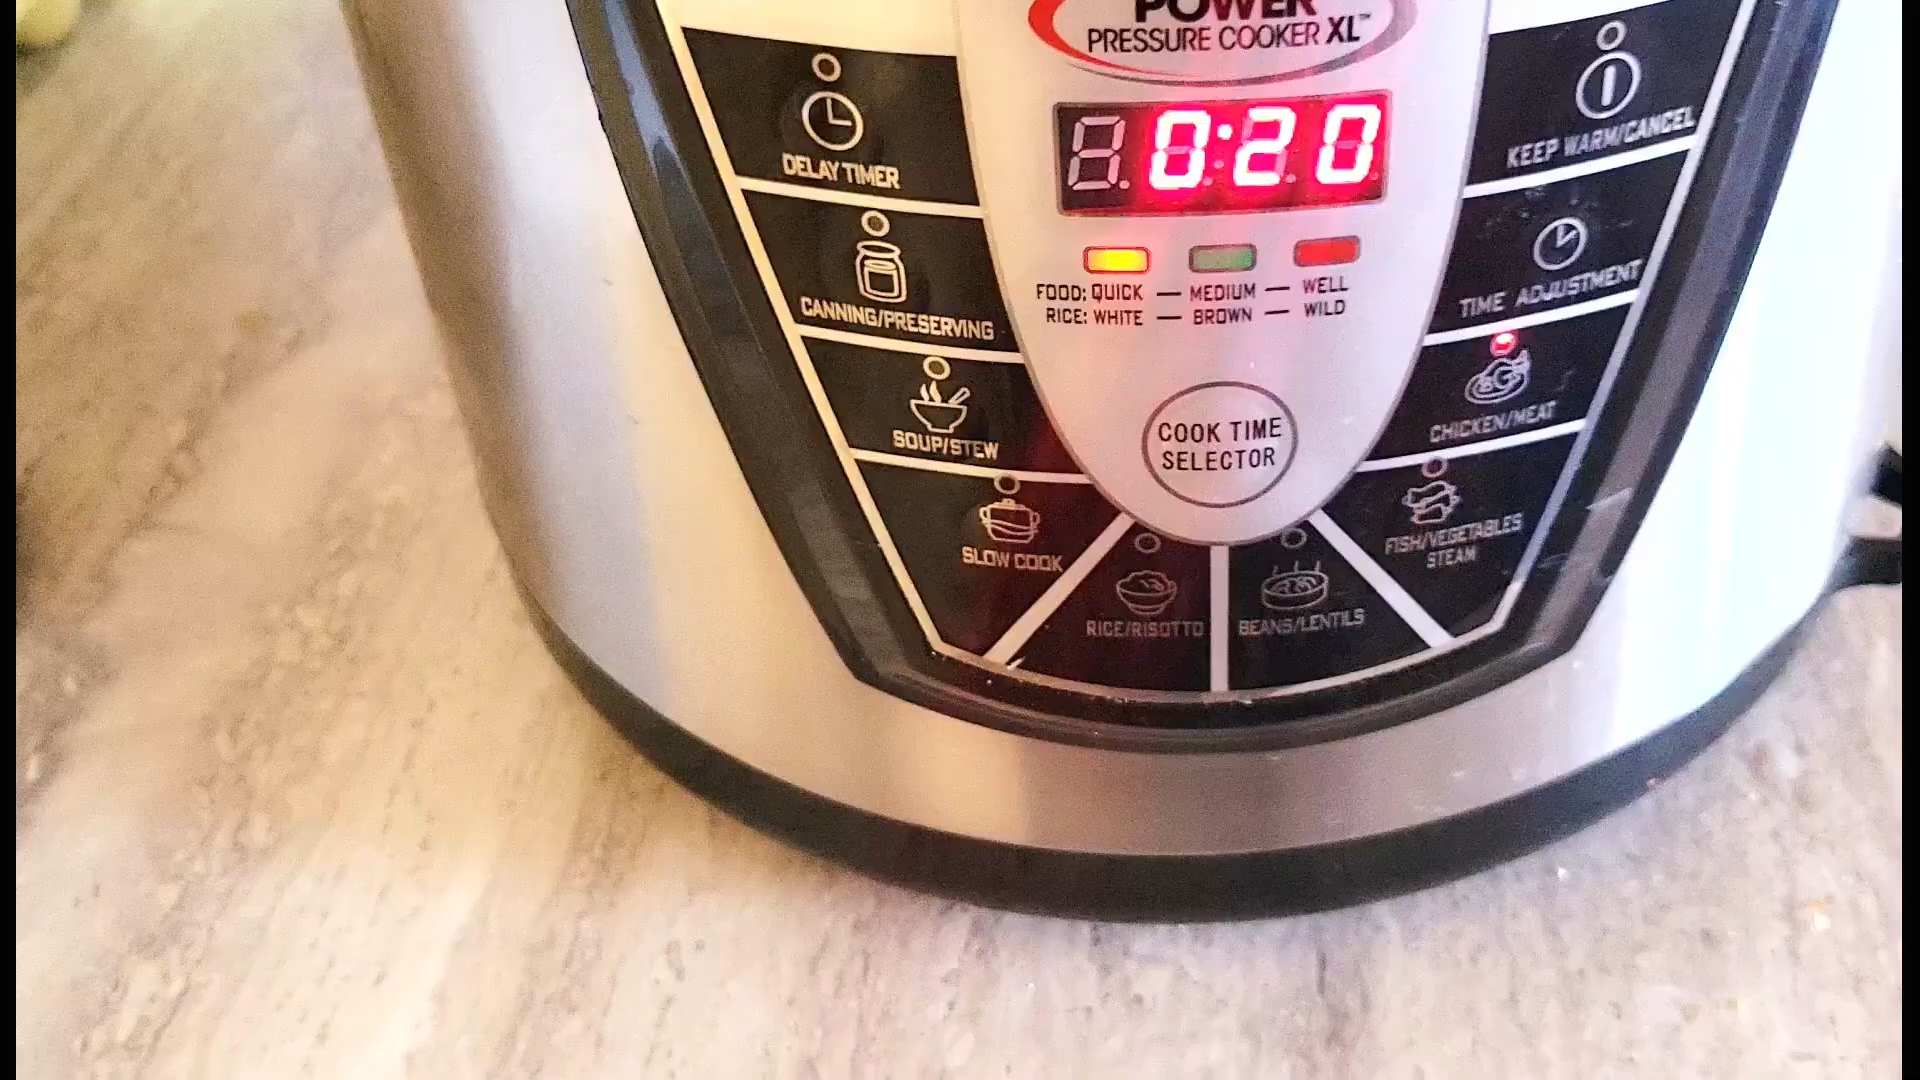 POWER
PRESSURE COOKER XL™
0:20
FOOD: QUICK — MEDIUM — WELL
RICE: WHITE — BROWN — WILD
COOK TIME
SELECTOR
DELAY TIMER
CANNING/PRESERVING
SOUP/STEW
SLOW COOK
RICE/RISOTTO
BEANS/LENTILS
FISH/VEGETABLES
STEAM
CHICKEN/MEAT
TIME ADJUSTMENT
KEEP WARM/CANCEL